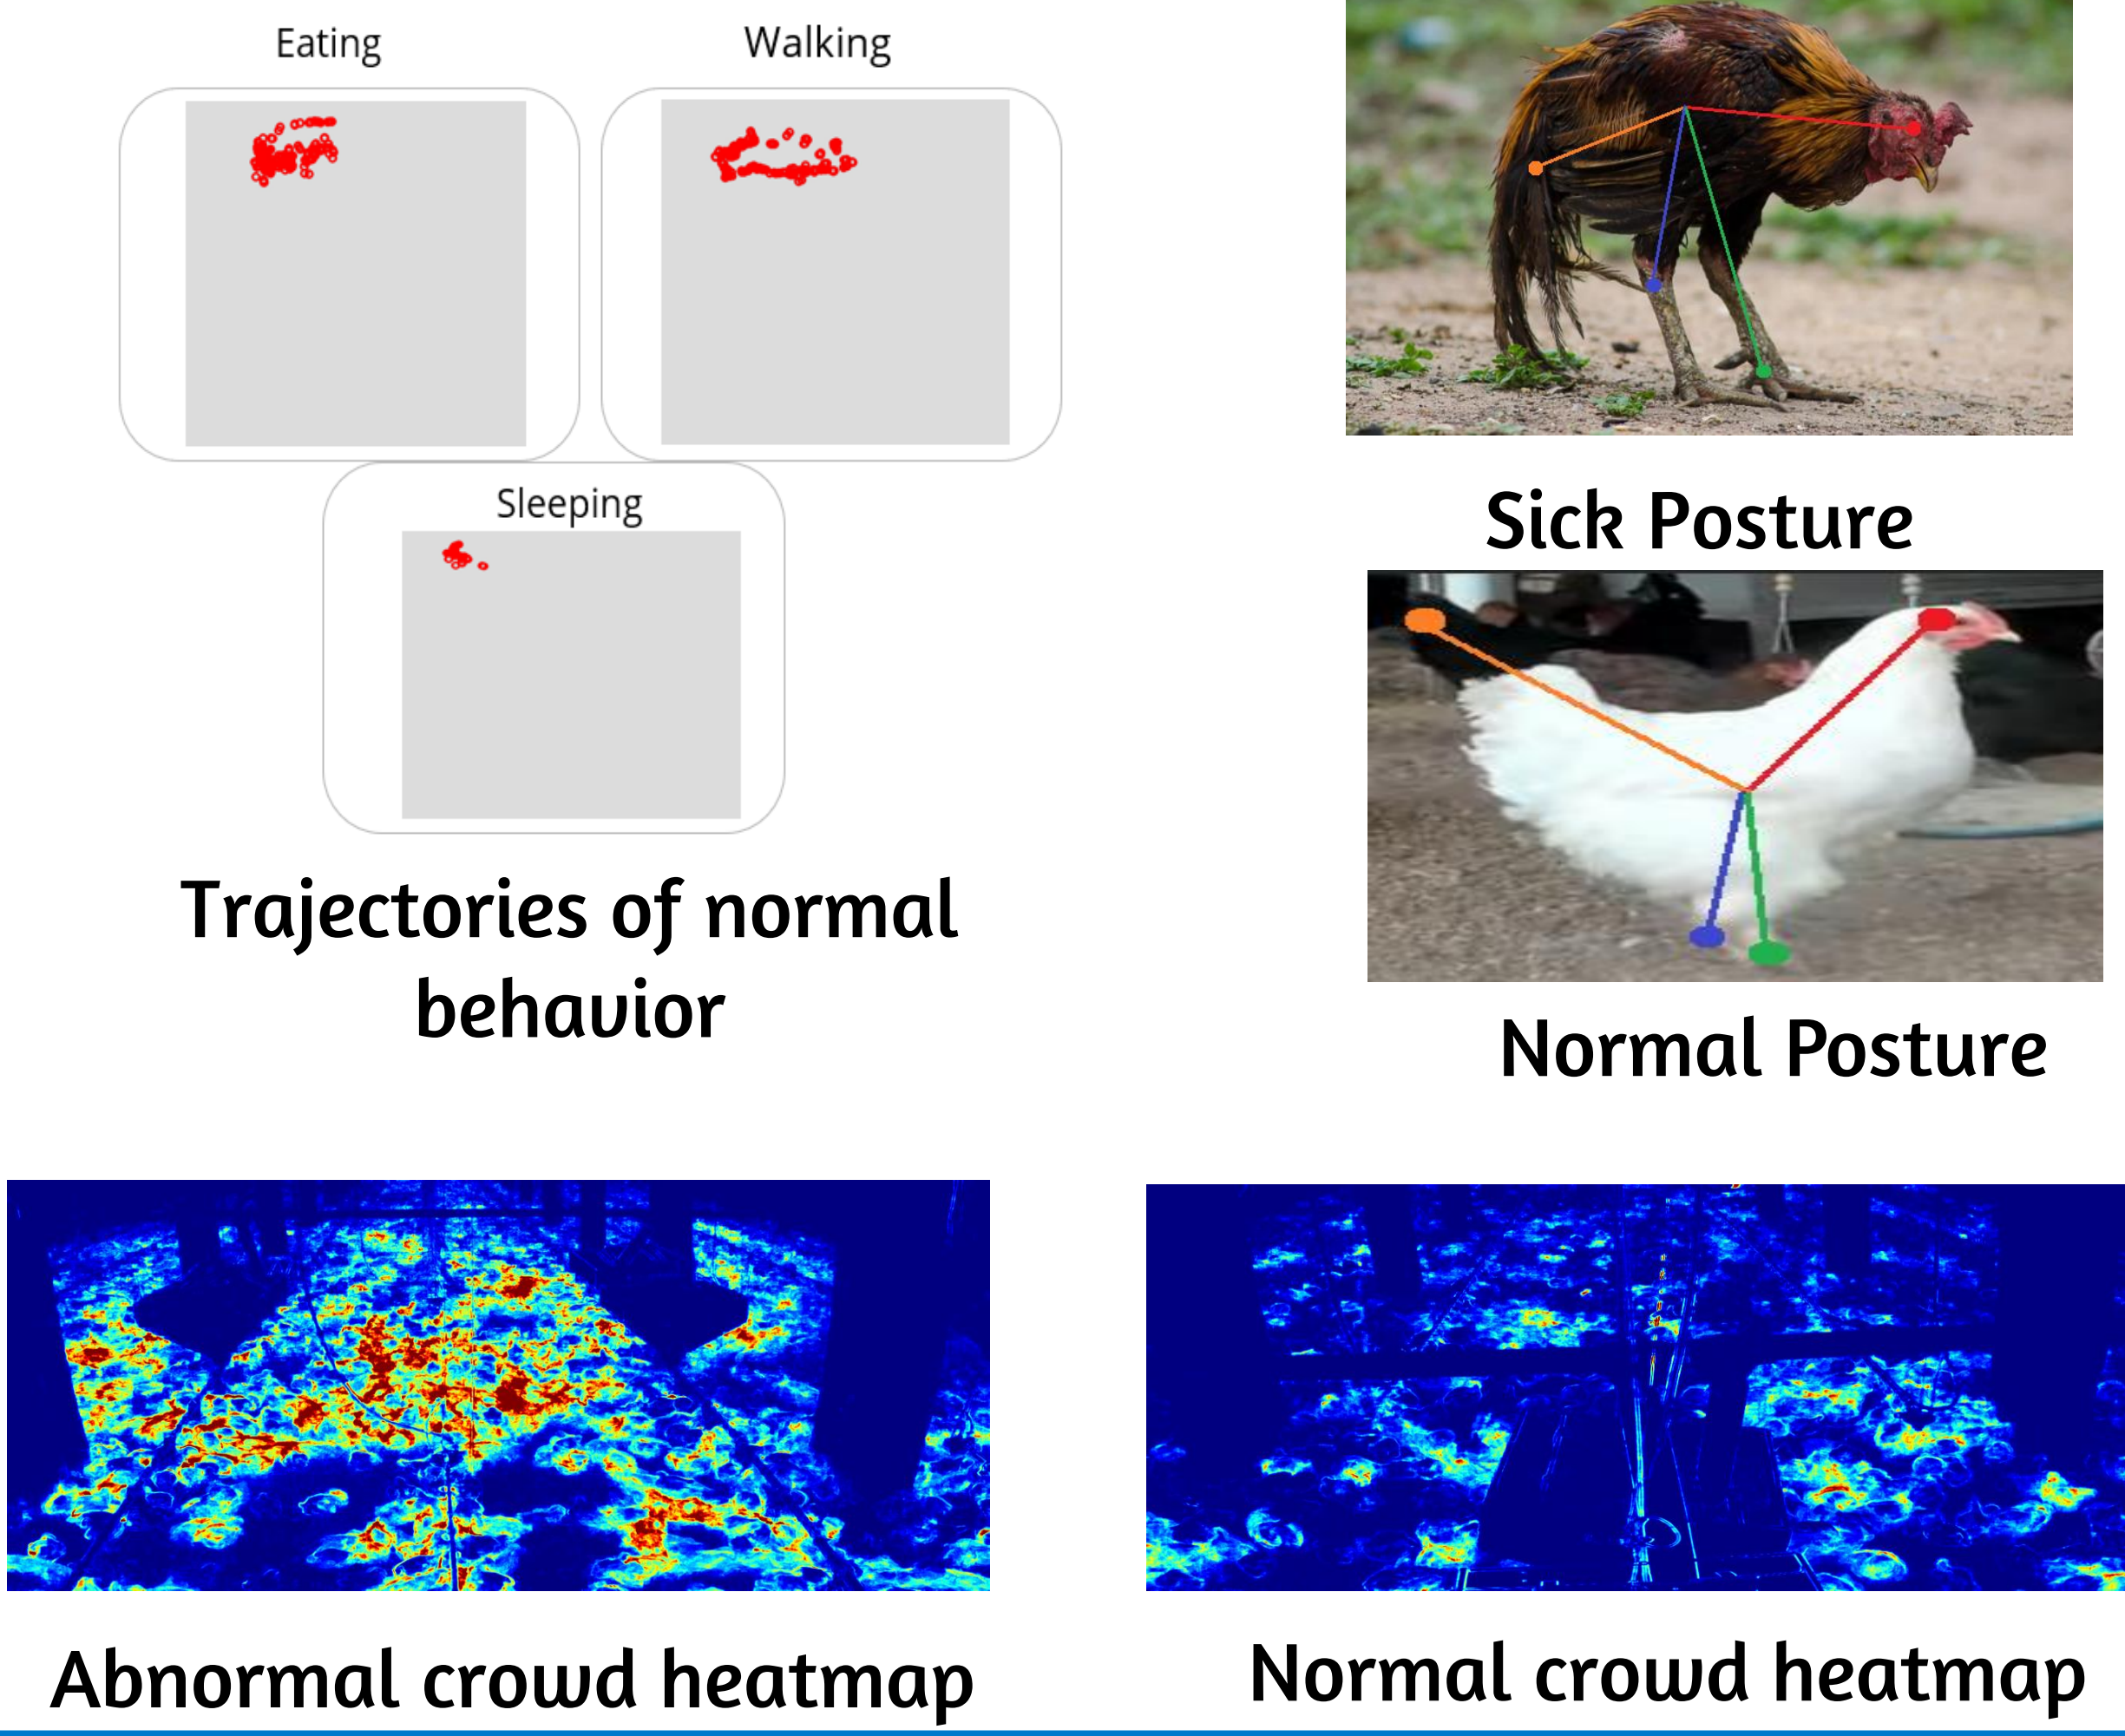 Eating
Walking
Sleeping
Trajectories of normal
behavior
Sick Posture
Normal Posture
Abnormal crowd heatmap
Normal crowd heatmap